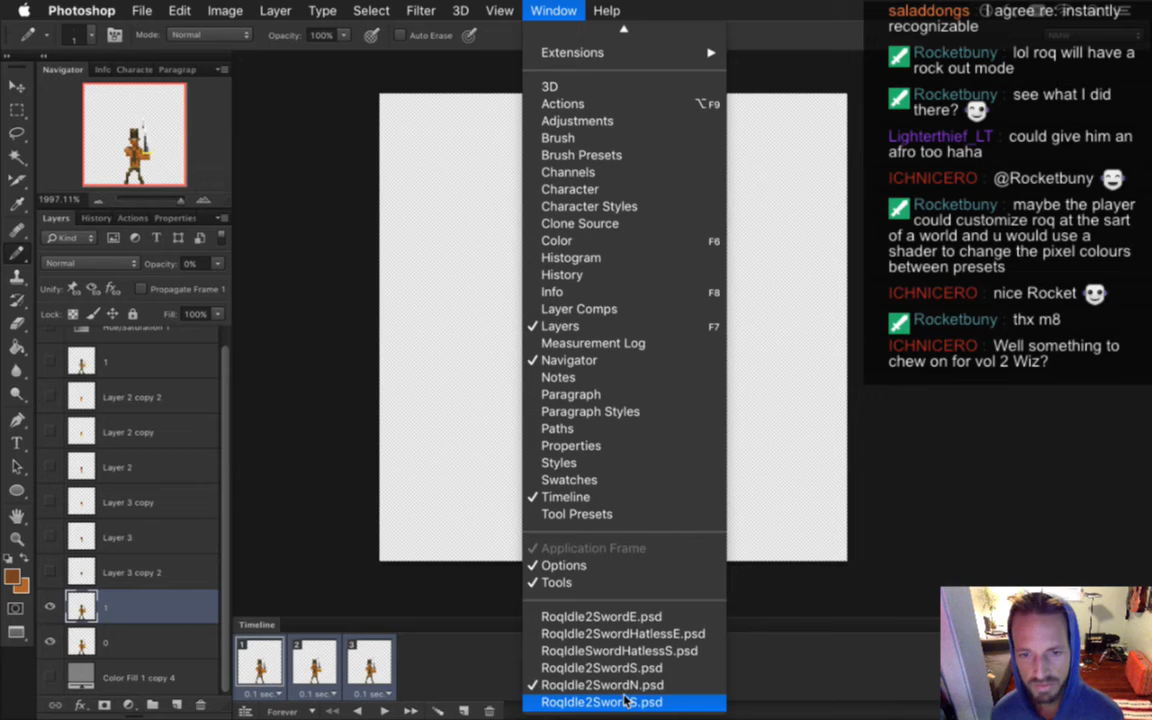 Photoshop File Edit Image Layer Type Select Filter 3D View Window Help
1 Mode: Normal Opacity: 100% Auto Erase
Navigator Info Characte Paragrap
1997.11%
Layers History Actions Properties
Kind
Normal Opacity: 0%
Unify: Propagate Frame 1
Lock: Fill: 100%
Hue/Saturation 1
1
Layer 2 copy 2
Layer 2 copy
Layer 2
Layer 3 copy
Layer 3
Layer 3 copy 2
1
0
Color Fill 1 copy 4
Timeline
1 2 3
0.1 sec. 0.1 sec. 0.1 sec.
Forever
Extensions
3D
Actions ⌥F9
Adjustments
Brush
Brush Presets
Channels
Character
Character Styles
Clone Source
Color F6
Histogram
History
Info F8
Layer Comps
✓ Layers F7
Measurement Log
✓ Navigator
Notes
Paragraph
Paragraph Styles
Paths
Properties
Styles
Swatches
✓ Timeline
Tool Presets
✓ Application Frame
✓ Options
✓ Tools
RoqIdle2SwordE.psd
RoqIdle2SwordHatlessE.psd
RoqIdleSwordHatlessS.psd
RoqIdle2SwordS.psd
✓ RoqIdle2SwordN.psd
RoqIdle2SwordS.psd
saladdongs : I agree re: instantly
recognizable
Rocketbuny : lol roq will have a
rock out mode
Rocketbuny : see what I did
there?
Lighterthief_LT : could give him an
afro too haha
ICHNICERO : @Rocketbuny
Rocketbuny : maybe the player
could customize roq at the sart
of a world and u would use a
shader to change the pixel colours
between presets
ICHNICERO : nice Rocket
Rocketbuny : thx m8
ICHNICERO : Well something to
chew on for vol 2 Wiz?